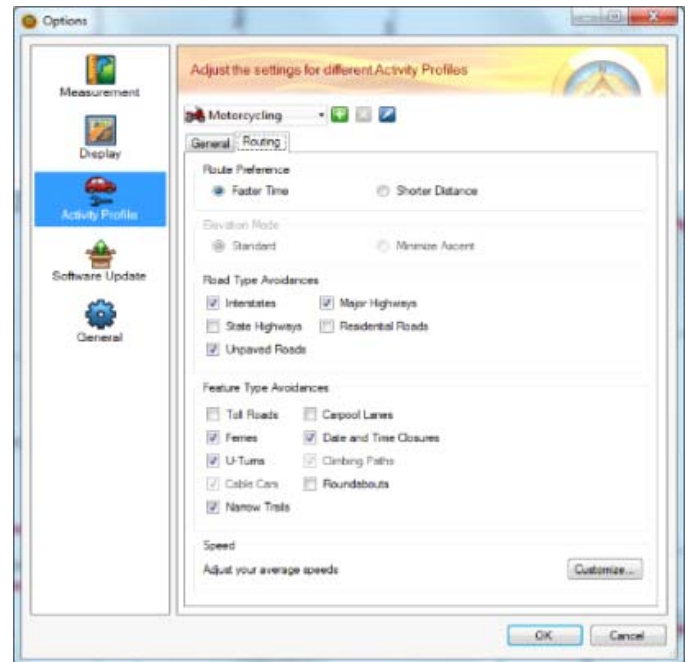 Options
Measurement
Display
Activity Profile
Software Update
General
Adjust the settings for different Activity Profiles
Motorcycling
General Routing
Route Preference
Faster Time Shorter Distance
Elevation Mode
Standard Minimize Ascent
Road Type Avoidances
Interstates Major Highways
State Highways Residential Roads
Unpaved Roads
Feature Type Avoidances
Toll Roads Carpool Lanes
Ferries Date and Time Closures
U-Turns Climbing Paths
Cable Cars Roundabouts
Narrow Trails
Speed
Adjust your average speeds Customize...
OK Cancel